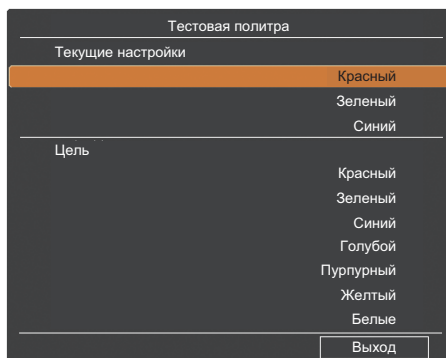 Тестовая политра
Текущие настройки
Красный
Зеленый
Синий
Цель
Красный
Зеленый
Синий
Голубой
Пурпурный
Желтый
Белые
Выход